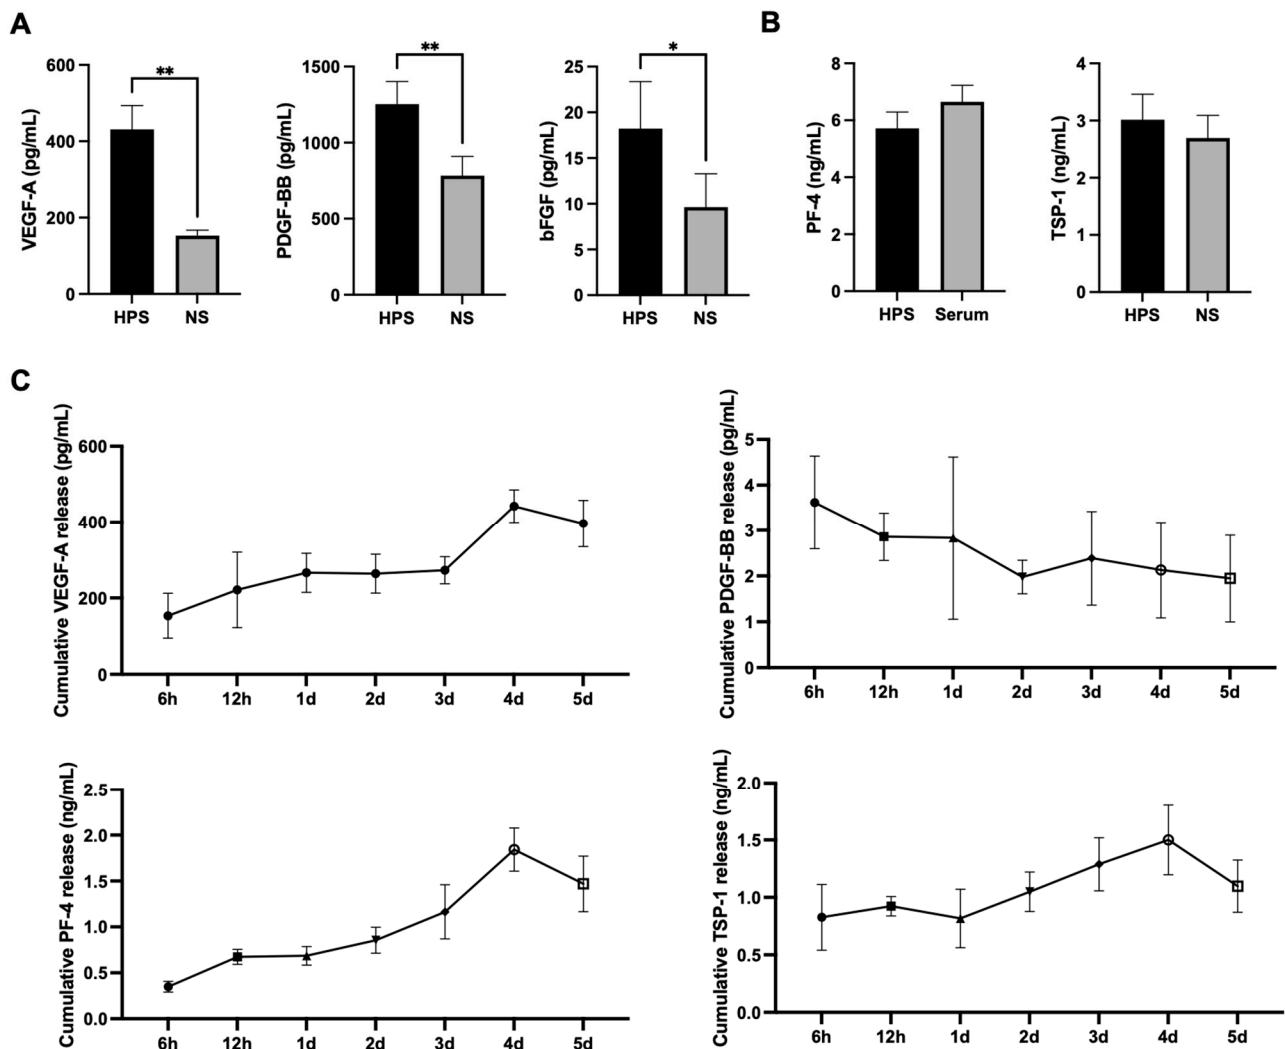 A
B
VEGF-A (pg/mL)
600
400
200
0
**
HPS NS
PDGF-BB (pg/mL)
1500
1000
500
0
**
HPS NS
bFGF (pg/mL)
25
20
15
10
5
0
*
HPS NS
PF-4 (ng/mL)
8
6
4
2
0
HPS Serum
TSP-1 (ng/mL)
4
3
2
1
0
HPS NS
C
Cumulative VEGF-A release (pg/mL)
600
400
200
0
6h 12h 1d 2d 3d 4d 5d
Cumulative PDGF-BB release (pg/mL)
5
4
3
2
1
0
6h 12h 1d 2d 3d 4d 5d
Cumulative PF-4 release (ng/mL)
2.5
2.0
1.5
1.0
0.5
0.0
6h 12h 1d 2d 3d 4d 5d
Cumulative TSP-1 release (ng/mL)
2.0
1.5
1.0
0.5
0.0
6h 12h 1d 2d 3d 4d 5d